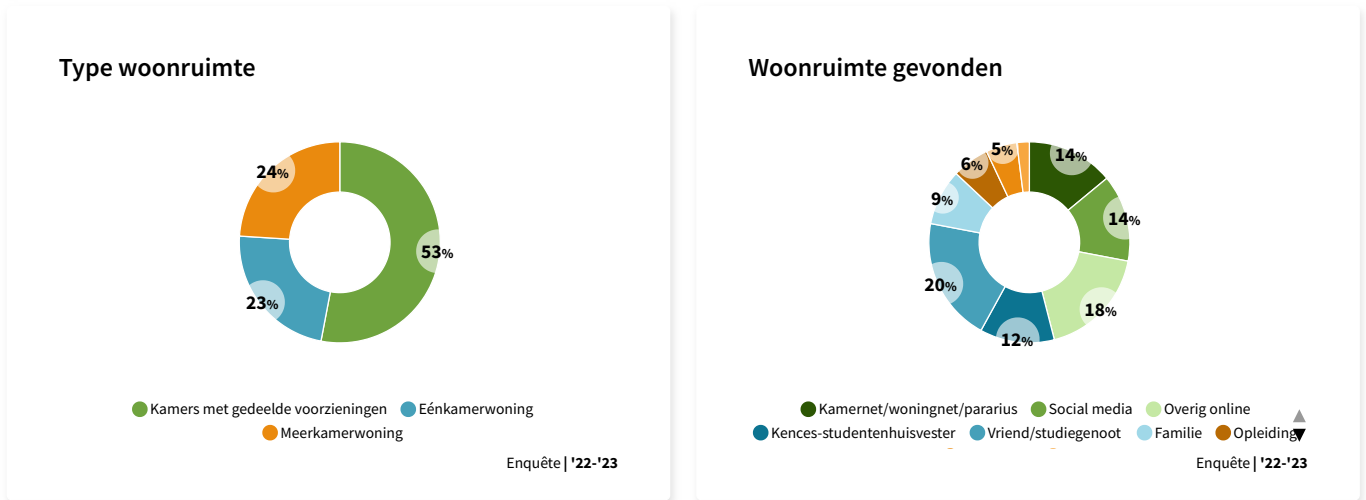 Type woonruimte
24%
53%
23%
Kamers met gedeelde voorzieningen Eénkamerwoning
Meerkamerwoning
Enquête | '22-'23
Woonruimte gevonden
5%
14%
6%
9%
14%
20%
18%
12%
Kamernet/woningnet/pararius Social media Overig online
Kences-studentenhuisvester Vriend/studiegenoot Familie Opleiding
Enquête | '22-'23